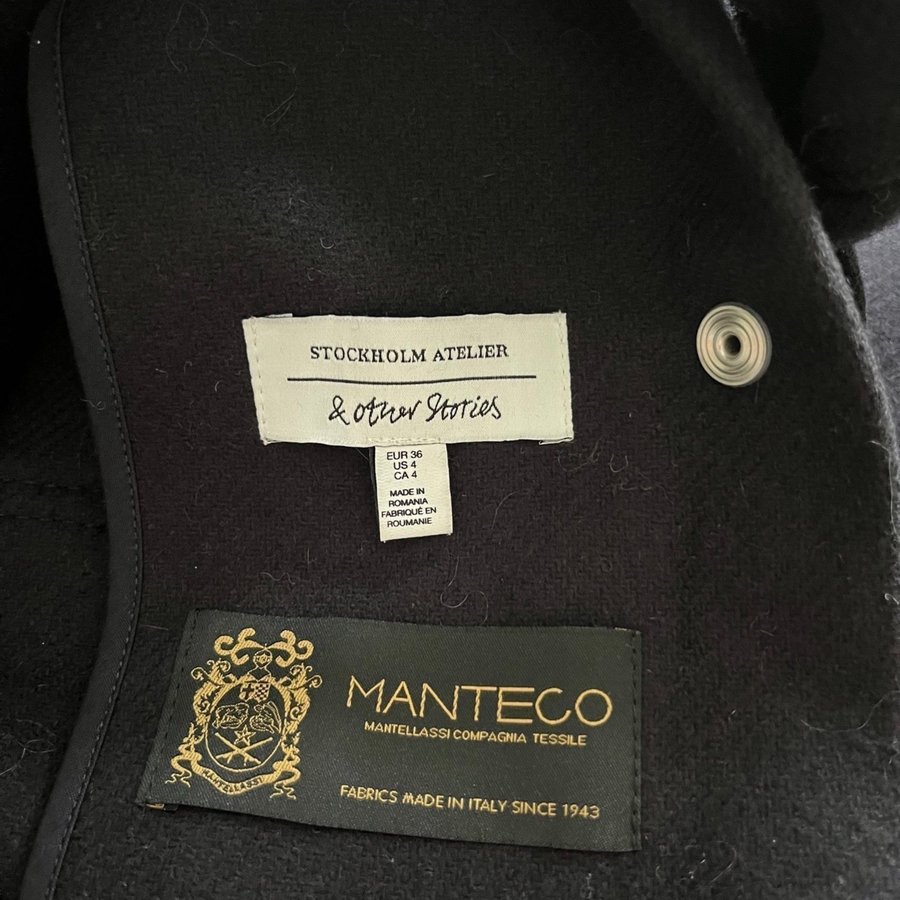 STOCKHOLM ATELIER
& other Stories
EUR 36
US 4
CA 4
MADE IN
ROMANIA
FABRIQUÉ EN
ROUMANIE
MANTECO
MANTELLASSI COMPAGNIA TESSILE
MANTELLASSI
FABRICS MADE IN ITALY SINCE 1943